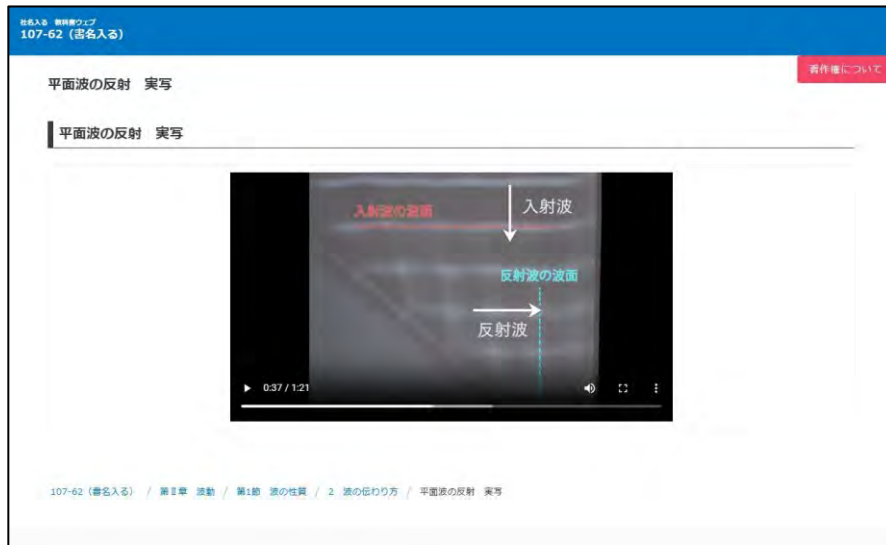 社名入る 教科書ウェブ
107-62（書名入る）
著作権について
平面波の反射　実写
平面波の反射　実写
入射波の波面
入射波
反射波の波面
反射波
0:37 / 1:21
107-62（書名入る） / 第Ⅱ章 波動 / 第1節 波の性質 / 2 波の伝わり方 / 平面波の反射 実写